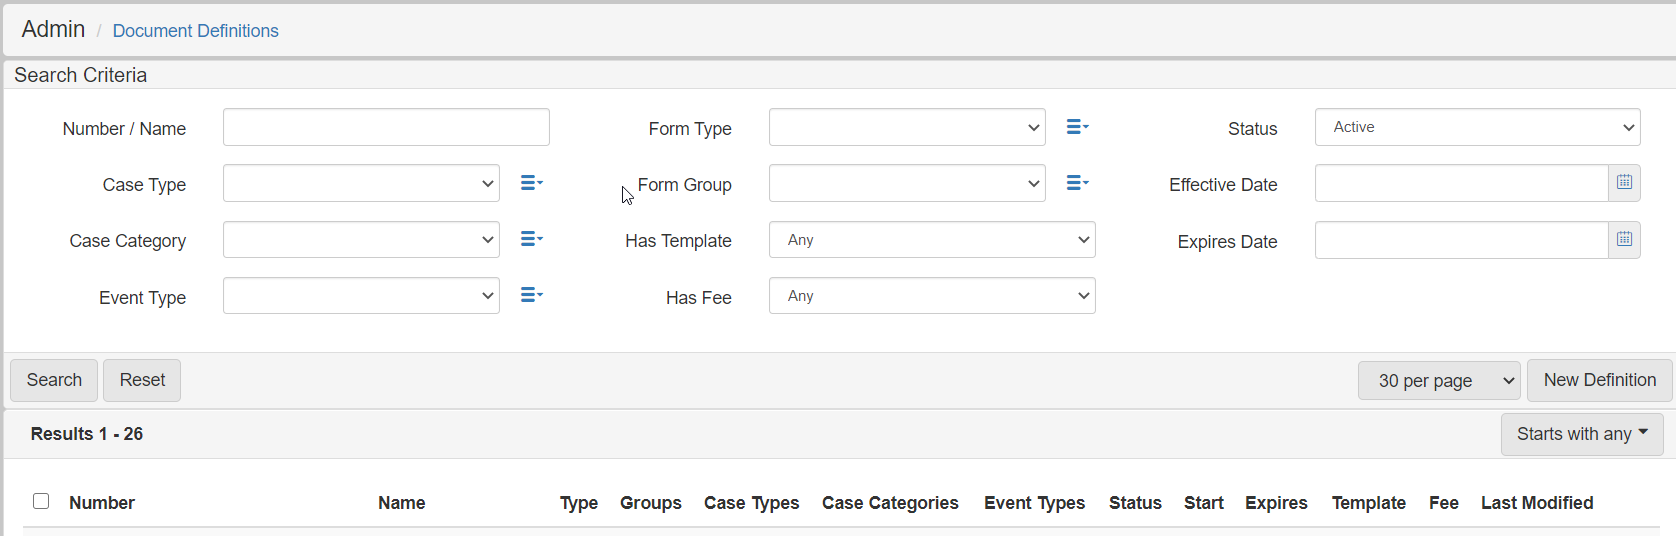 Admin / Document Definitions
Search Criteria
Number / Name Form Type Status Active
Case Type Form Group Effective Date
Case Category Has Template Any Expires Date
Event Type Has Fee Any
Search Reset 30 per page New Definition
Results 1 - 26 Starts with any
Number Name Type Groups Case Types Case Categories Event Types Status Start Expires Template Fee Last Modified